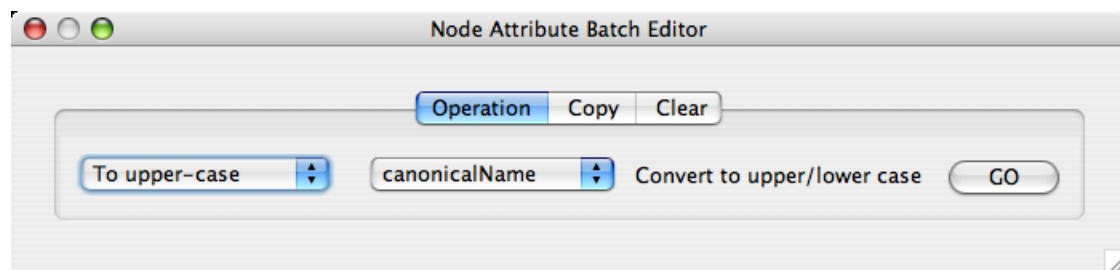 Node Attribute Batch Editor
Operation Copy Clear
To upper-case canonicalName Convert to upper/lower case GO